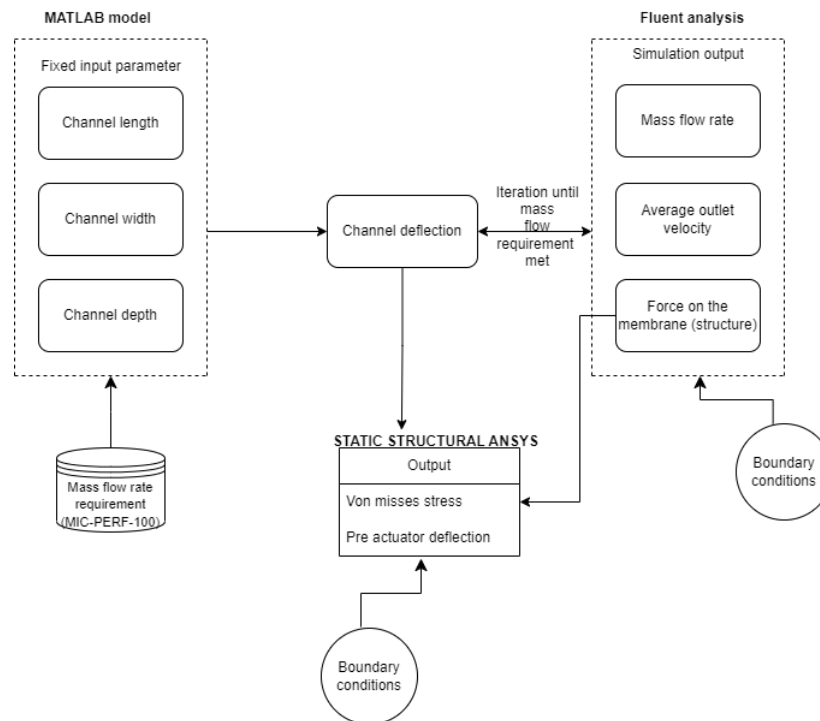 MATLAB model
Fixed input parameter
Channel length
Channel width
Channel depth
Mass flow rate
requirement
(MIC-PERF-100)
Channel deflection
Iteration until
mass
flow
requirement
met
Fluent analysis
Simulation output
Mass flow rate
Average outlet
velocity
Force on the
membrane (structure)
Boundary
conditions
STATIC STRUCTURAL ANSYS
Output
Von misses stress
Pre actuator deflection
Boundary
conditions